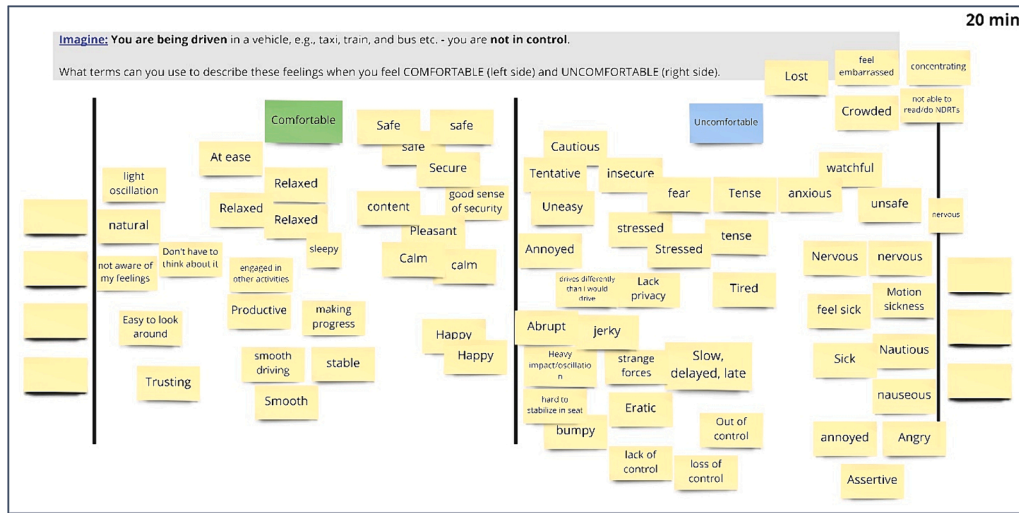 20 min
Imagine: You are being driven in a vehicle, e.g., taxi, train, and bus etc. - you are not in control.
What terms can you use to describe these feelings when you feel COMFORTABLE (left side) and UNCOMFORTABLE (right side).
Comfortable
Safe
safe
safe
Secure
At ease
light
oscillation
Relaxed
Relaxed
Relaxed
natural
content
good sense
of security
Pleasant
sleepy
Calm
calm
not aware of
my feelings
Don't have to
think about it
engaged in
other activities
Productive
making
progress
Easy to look
around
Happy
Happy
smooth
driving
stable
Trusting
Smooth
Uncomfortable
Lost
feel
embarrassed
concentrating
Crowded
not able to
read/do NDRTs
Cautious
Tentative
insecure
fear
Tense
anxious
watchful
unsafe
nervous
Uneasy
stressed
Stressed
tense
Annoyed
Nervous
nervous
drives differently
than I would
drive
Lack
privacy
Tired
feel sick
Motion
sickness
Abrupt
jerky
Heavy
impact/oscillatio
n
strange
forces
Slow,
delayed, late
Sick
Nautious
nauseous
hard to
stabilize in seat
bumpy
Eratic
Out of
control
lack of
control
loss of
control
annoyed
Angry
Assertive